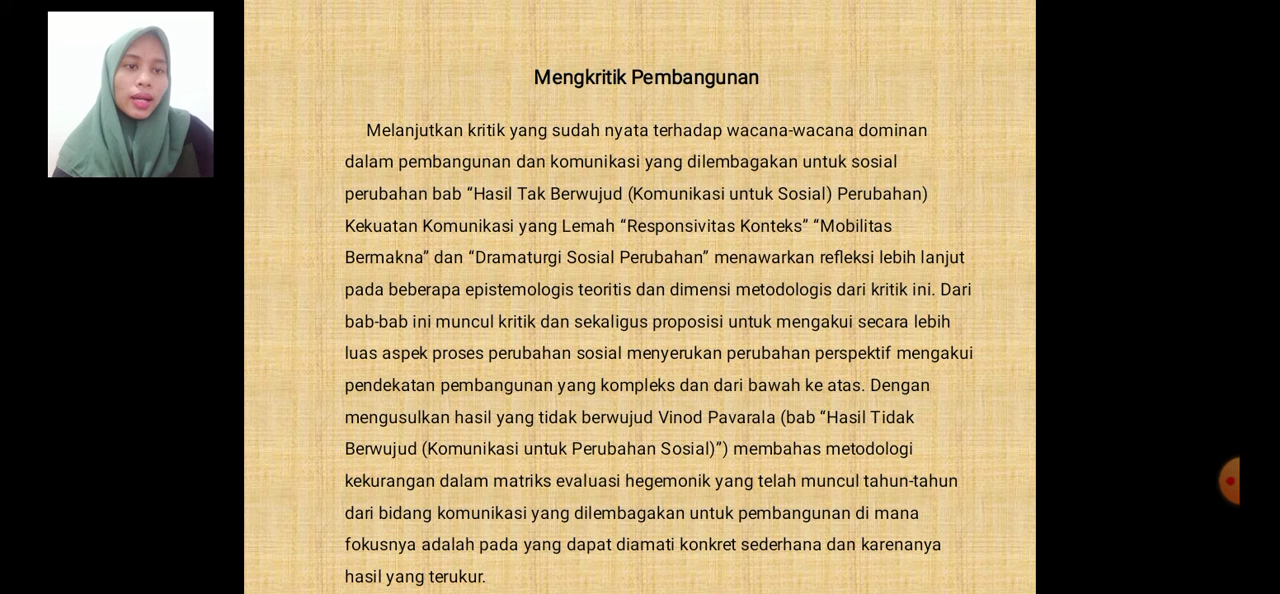 Mengkritik Pembangunan
Melanjutkan kritik yang sudah nyata terhadap wacana-wacana dominan
dalam pembangunan dan komunikasi yang dilembagakan untuk sosial
perubahan bab “Hasil Tak Berwujud (Komunikasi untuk Sosial) Perubahan)
Kekuatan Komunikasi yang Lemah “Responsivitas Konteks” “Mobilitas
Bermakna” dan “Dramaturgi Sosial Perubahan” menawarkan refleksi lebih lanjut
pada beberapa epistemologis teoritis dan dimensi metodologis dari kritik ini. Dari
bab-bab ini muncul kritik dan sekaligus proposisi untuk mengakui secara lebih
luas aspek proses perubahan sosial menyerukan perubahan perspektif mengakui
pendekatan pembangunan yang kompleks dan dari bawah ke atas. Dengan
mengusulkan hasil yang tidak berwujud Vinod Pavarala (bab “Hasil Tidak
Berwujud (Komunikasi untuk Perubahan Sosial)”) membahas metodologi
kekurangan dalam matriks evaluasi hegemonik yang telah muncul tahun-tahun
dari bidang komunikasi yang dilembagakan untuk pembangunan di mana
fokusnya adalah pada yang dapat diamati konkret sederhana dan karenanya
hasil yang terukur.